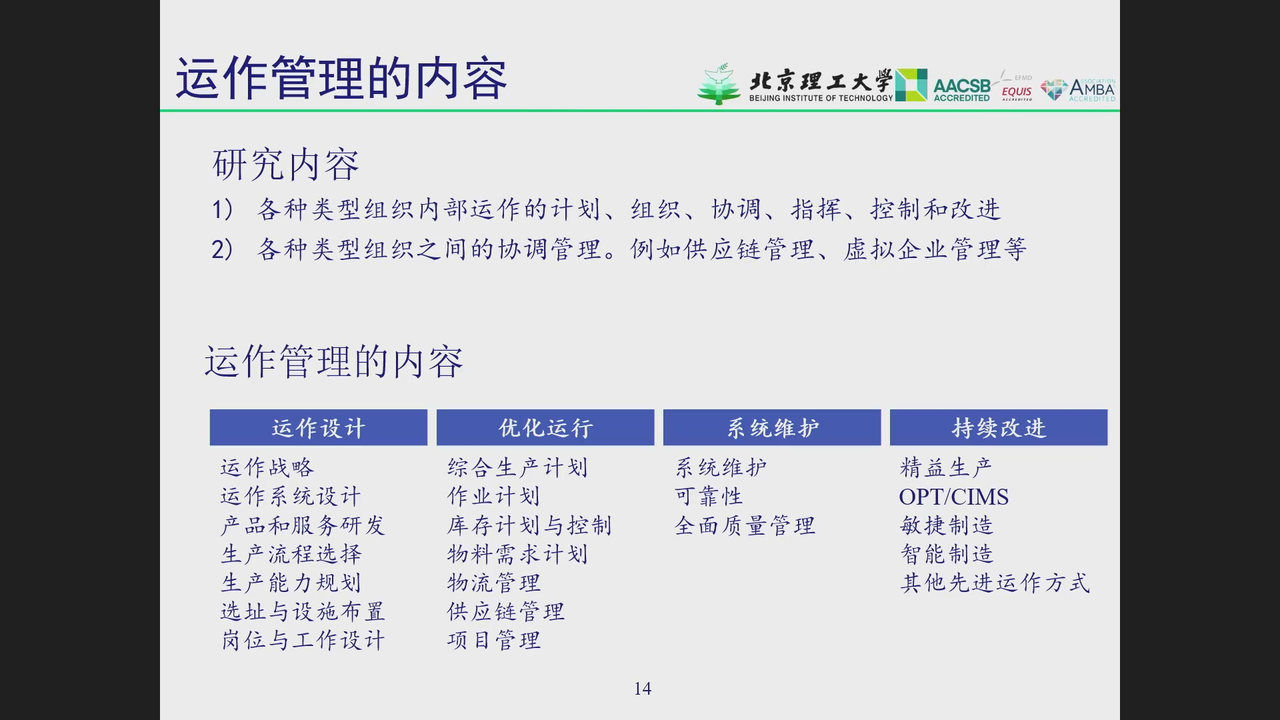 运作管理的内容
北京理工大学
BEIJING INSTITUTE OF TECHNOLOGY
AACSB
ACCREDITED
EFMD
EQUIS
ACCREDITED
ASSOCIATION
AMBA
ACCREDITED
研究内容
1) 各种类型组织内部运作的计划、组织、协调、指挥、控制和改进
2) 各种类型组织之间的协调管理。例如供应链管理、虚拟企业管理等
运作管理的内容
运作设计
运作战略
运作系统设计
产品和服务研发
生产流程选择
生产能力规划
选址与设施布置
岗位与工作设计
优化运行
综合生产计划
作业计划
库存计划与控制
物料需求计划
物流管理
供应链管理
项目管理
系统维护
系统维护
可靠性
全面质量管理
持续改进
精益生产
OPT/CIMS
敏捷制造
智能制造
其他先进运作方式
14